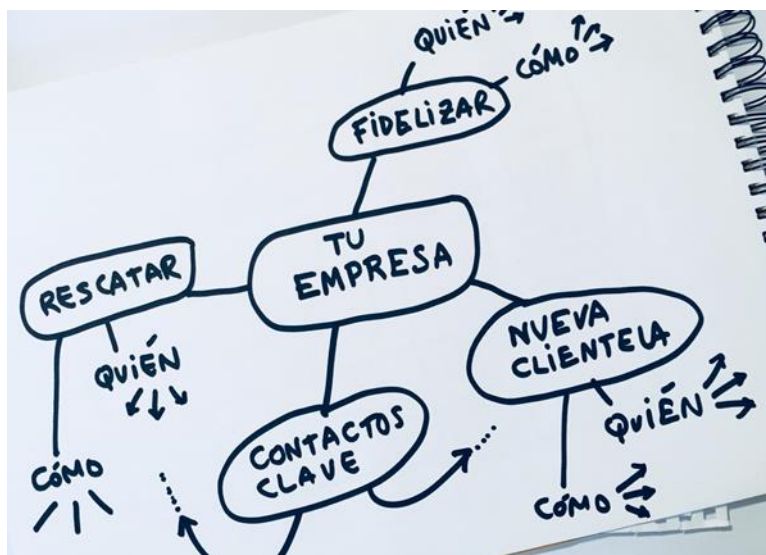 QUIÉN
CÓMO
FIDELIZAR
TU
EMPRESA
RESCATAR
QUIÉN
CÓMO
NUEVA
CLIENTELA
QUIÉN
CÓMO
CONTACTOS
CLAVE